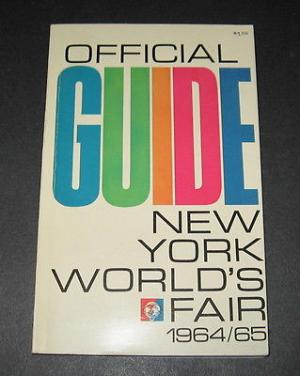 OFFICIAL
GUIDE
NEW
YORK
WORLD'S
FAIR
1964/65